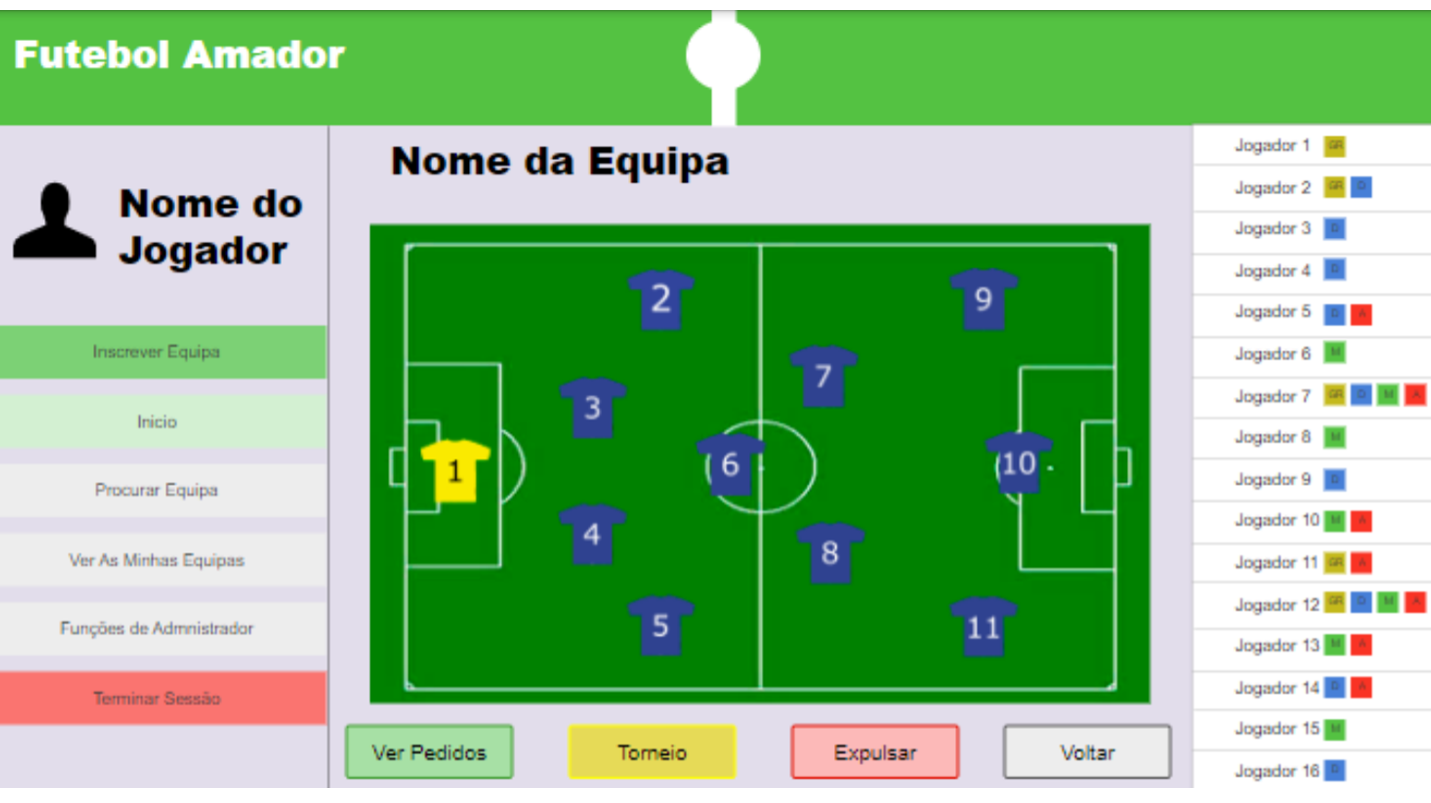 Futebol Amador
Nome do
Jogador
Inscrever Equipa
Inicio
Procurar Equipa
Ver As Minhas Equipas
Funções de Admnistrador
Terminar Sessão
Nome da Equipa
2
9
7
3
1
6
10
4
8
5
11
Ver Pedidos
Torneio
Expulsar
Voltar
Jogador 1 GR
Jogador 2 GR D
Jogador 3 D
Jogador 4 D
Jogador 5 D A
Jogador 6 M
Jogador 7 GR D M A
Jogador 8 M
Jogador 9 D
Jogador 10 M A
Jogador 11 GR A
Jogador 12 GR D M A
Jogador 13 M A
Jogador 14 D A
Jogador 15 M
Jogador 16 D